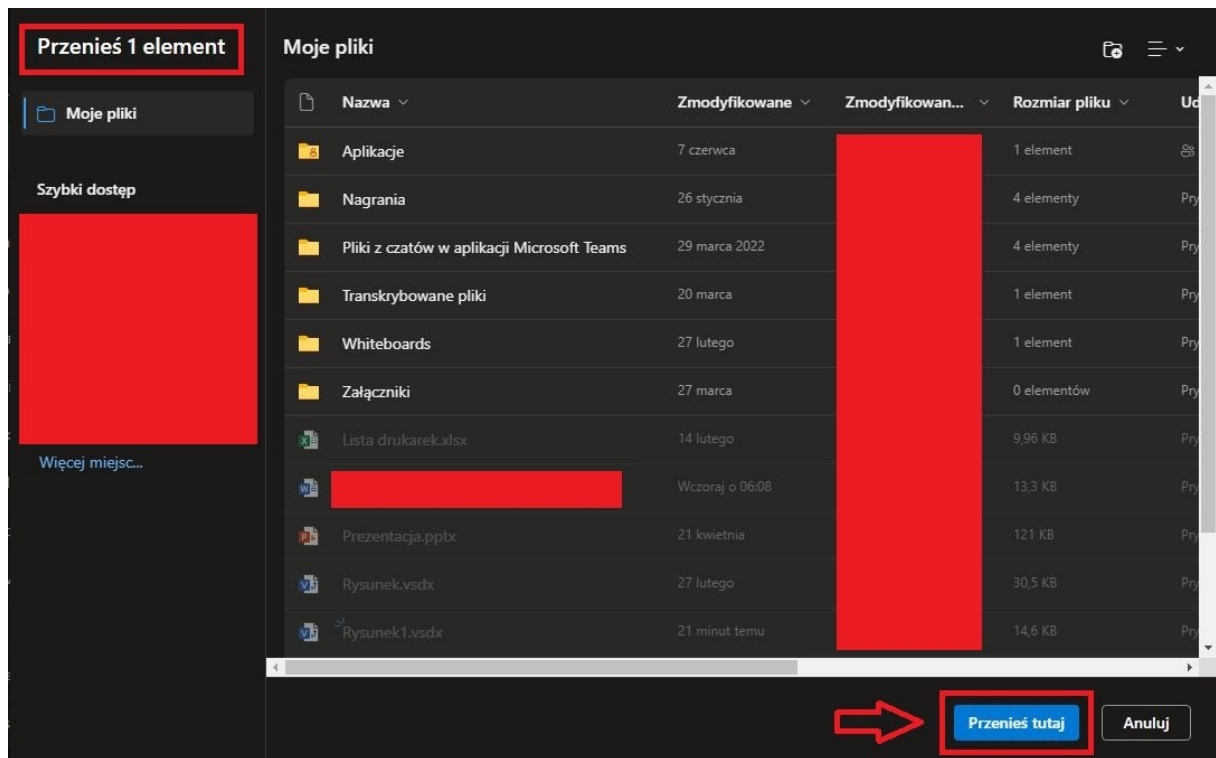 Przenieś 1 element
Moje pliki
Szybki dostęp
Więcej miejsc...
Moje pliki
Nazwa Zmodyfikowane Zmodyfikowan... Rozmiar pliku Ud
Aplikacje 7 czerwca 1 element
Nagrania 26 stycznia 4 elementy Pry
Pliki z czatów w aplikacji Microsoft Teams 29 marca 2022 4 elementy Pry
Transkrybowane pliki 20 marca 1 element Pry
Whiteboards 27 lutego 1 element Pry
Załączniki 27 marca 0 elementów Pry
Lista drukarek.xlsx 14 lutego 9,96 KB Pry
Wczoraj o 06:08 13,3 KB Pry
Prezentacja.pptx 21 kwietnia 121 KB Pry
Rysunek.vsdx 27 lutego 30,5 KB Pry
Rysunek1.vsdx 21 minut temu 14,6 KB Pry
Przenieś tutaj Anuluj